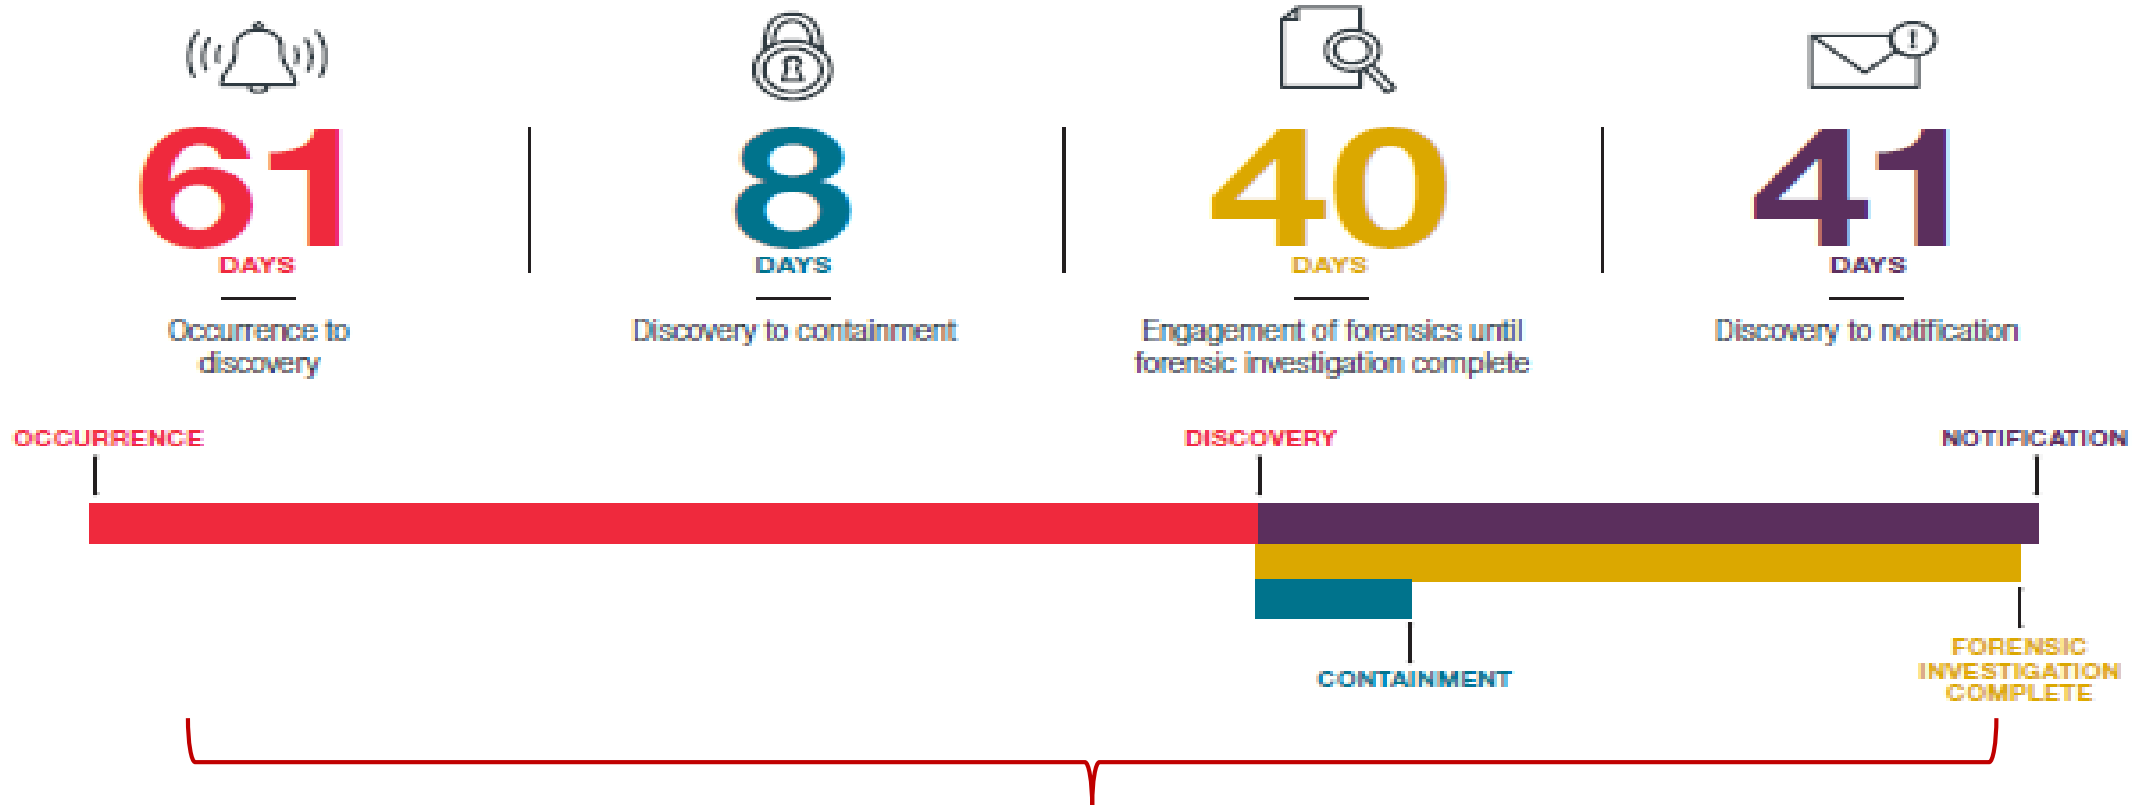 61
DAYS
Occurrence to
discovery
8
DAYS
Discovery to containment
40
DAYS
Engagement of forensics until
forensic investigation complete
!
41
DAYS
Discovery to notification
OCCURRENCE
DISCOVERY
NOTIFICATION
CONTAINMENT
FORENSIC
INVESTIGATION
COMPLETE